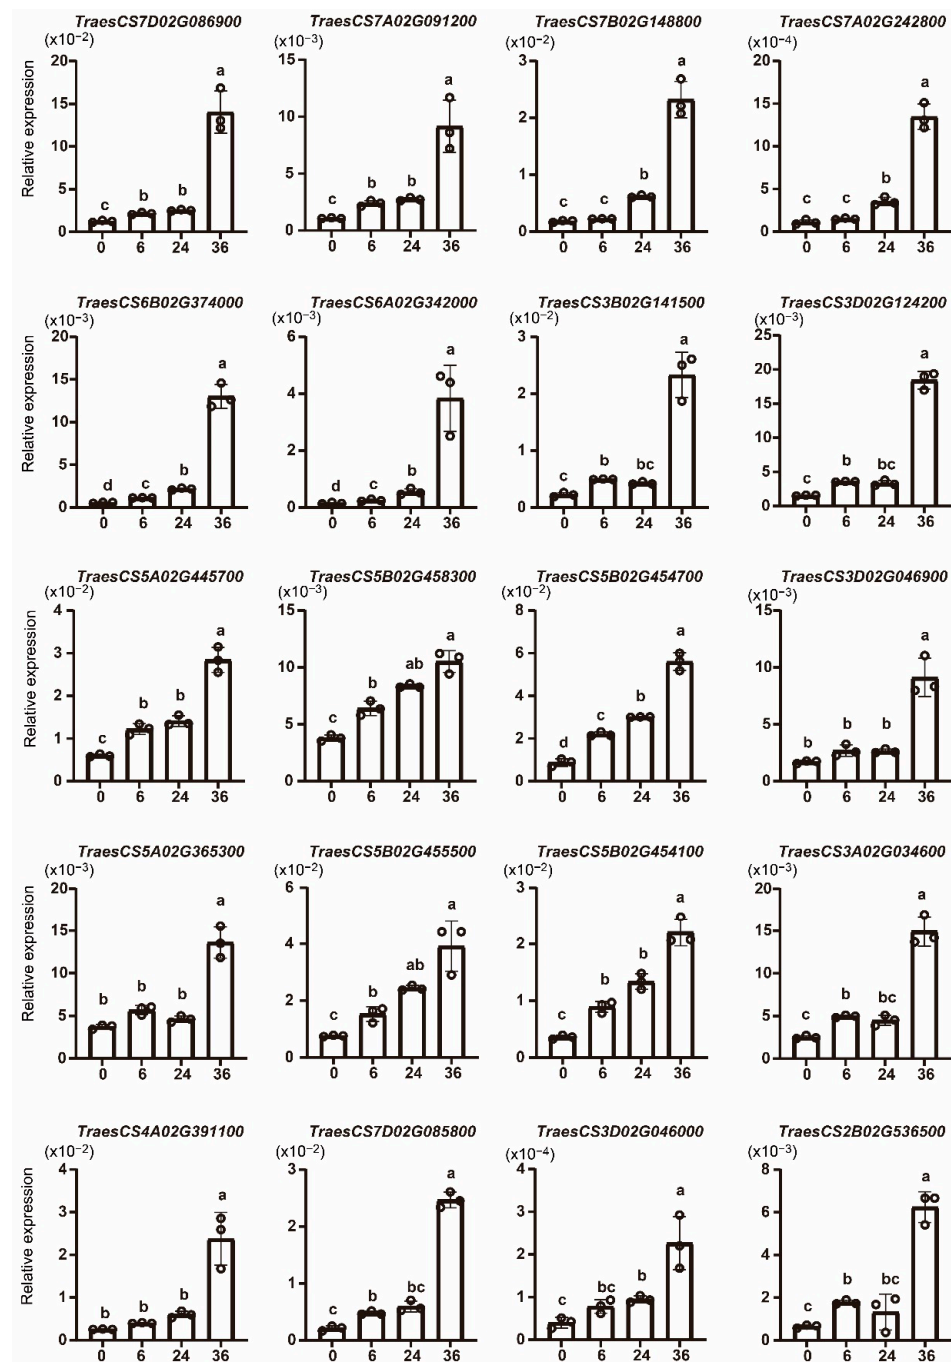 TraesCS7D02G086900 TraesCS7A02G091200 TraesCS7B02G148800 TraesCS7A02G242800
(x10⁻²) (x10⁻³) (x10⁻²) (x10⁻⁴)
Relative expression
20 15 10 5 0
c b b a
0 6 24 36
15 10 5 0
c b b a
0 6 24 36
3 2 1 0
c c b a
0 6 24 36
20 15 10 5 0
c c b a
0 6 24 36
TraesCS6B02G374000 TraesCS6A02G342000 TraesCS3B02G141500 TraesCS3D02G124200
(x10⁻³) (x10⁻³) (x10⁻²) (x10⁻³)
Relative expression
20 15 10 5 0
d c b a
0 6 24 36
6 4 2 0
d c b a
0 6 24 36
3 2 1 0
c b bc a
0 6 24 36
25 20 15 10 5 0
c b bc a
0 6 24 36
TraesCS5A02G445700 TraesCS5B02G458300 TraesCS5B02G454700 TraesCS3D02G046900
(x10⁻²) (x10⁻³) (x10⁻²) (x10⁻³)
Relative expression
4 3 2 1 0
c b b a
0 6 24 36
15 10 5 0
c b ab a
0 6 24 36
8 6 4 2 0
d c b a
0 6 24 36
15 10 5 0
b b b a
0 6 24 36
TraesCS5A02G365300 TraesCS5B02G455500 TraesCS5B02G454100 TraesCS3A02G034600
(x10⁻³) (x10⁻²) (x10⁻²) (x10⁻³)
Relative expression
20 15 10 5 0
b b b a
0 6 24 36
6 4 2 0
c b ab a
0 6 24 36
3 2 1 0
c b b a
0 6 24 36
20 15 10 5 0
c b bc a
0 6 24 36
TraesCS4A02G391100 TraesCS7D02G085800 TraesCS3D02G046000 TraesCS2B02G536500
(x10⁻²) (x10⁻²) (x10⁻⁴) (x10⁻³)
Relative expression
4 3 2 1 0
b b b a
0 6 24 36
3 2 1 0
c b bc a
0 6 24 36
4 3 2 1 0
c bc b a
0 6 24 36
8 6 4 2 0
c b bc a
0 6 24 36